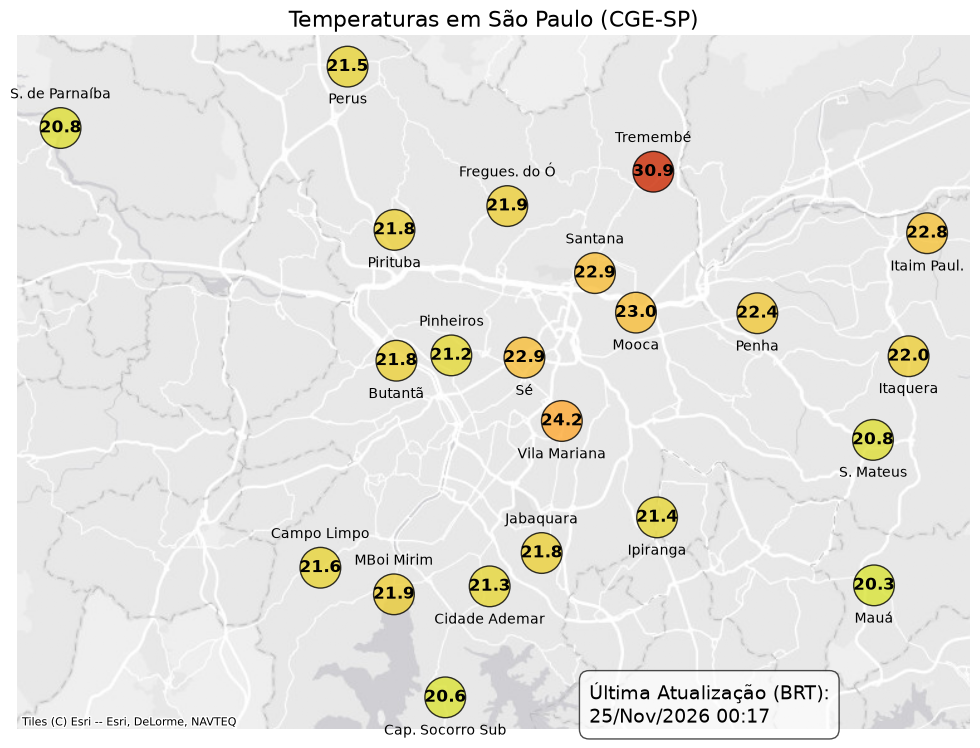 Temperaturas em São Paulo (CGE-SP)
21.5
Perus
S. de Parnaíba
20.8
Tremembé
30.9
Fregues. do Ó
21.9
21.8
Pirituba
22.8
Itaim Paul.
Santana
22.9
23.0
Mooca
22.4
Penha
Pinheiros
21.2
21.8
Butantã
22.9
Sé
22.0
Itaquera
24.2
Vila Mariana
20.8
S. Mateus
21.4
Ipiranga
Jabaquara
21.8
Campo Limpo
21.6
MBoi Mirim
21.9
21.3
Cidade Ademar
20.3
Mauá
20.6
Cap. Socorro Sub
Última Atualização (BRT):
25/Nov/2026 00:17
Tiles (C) Esri -- Esri, DeLorme, NAVTEQ